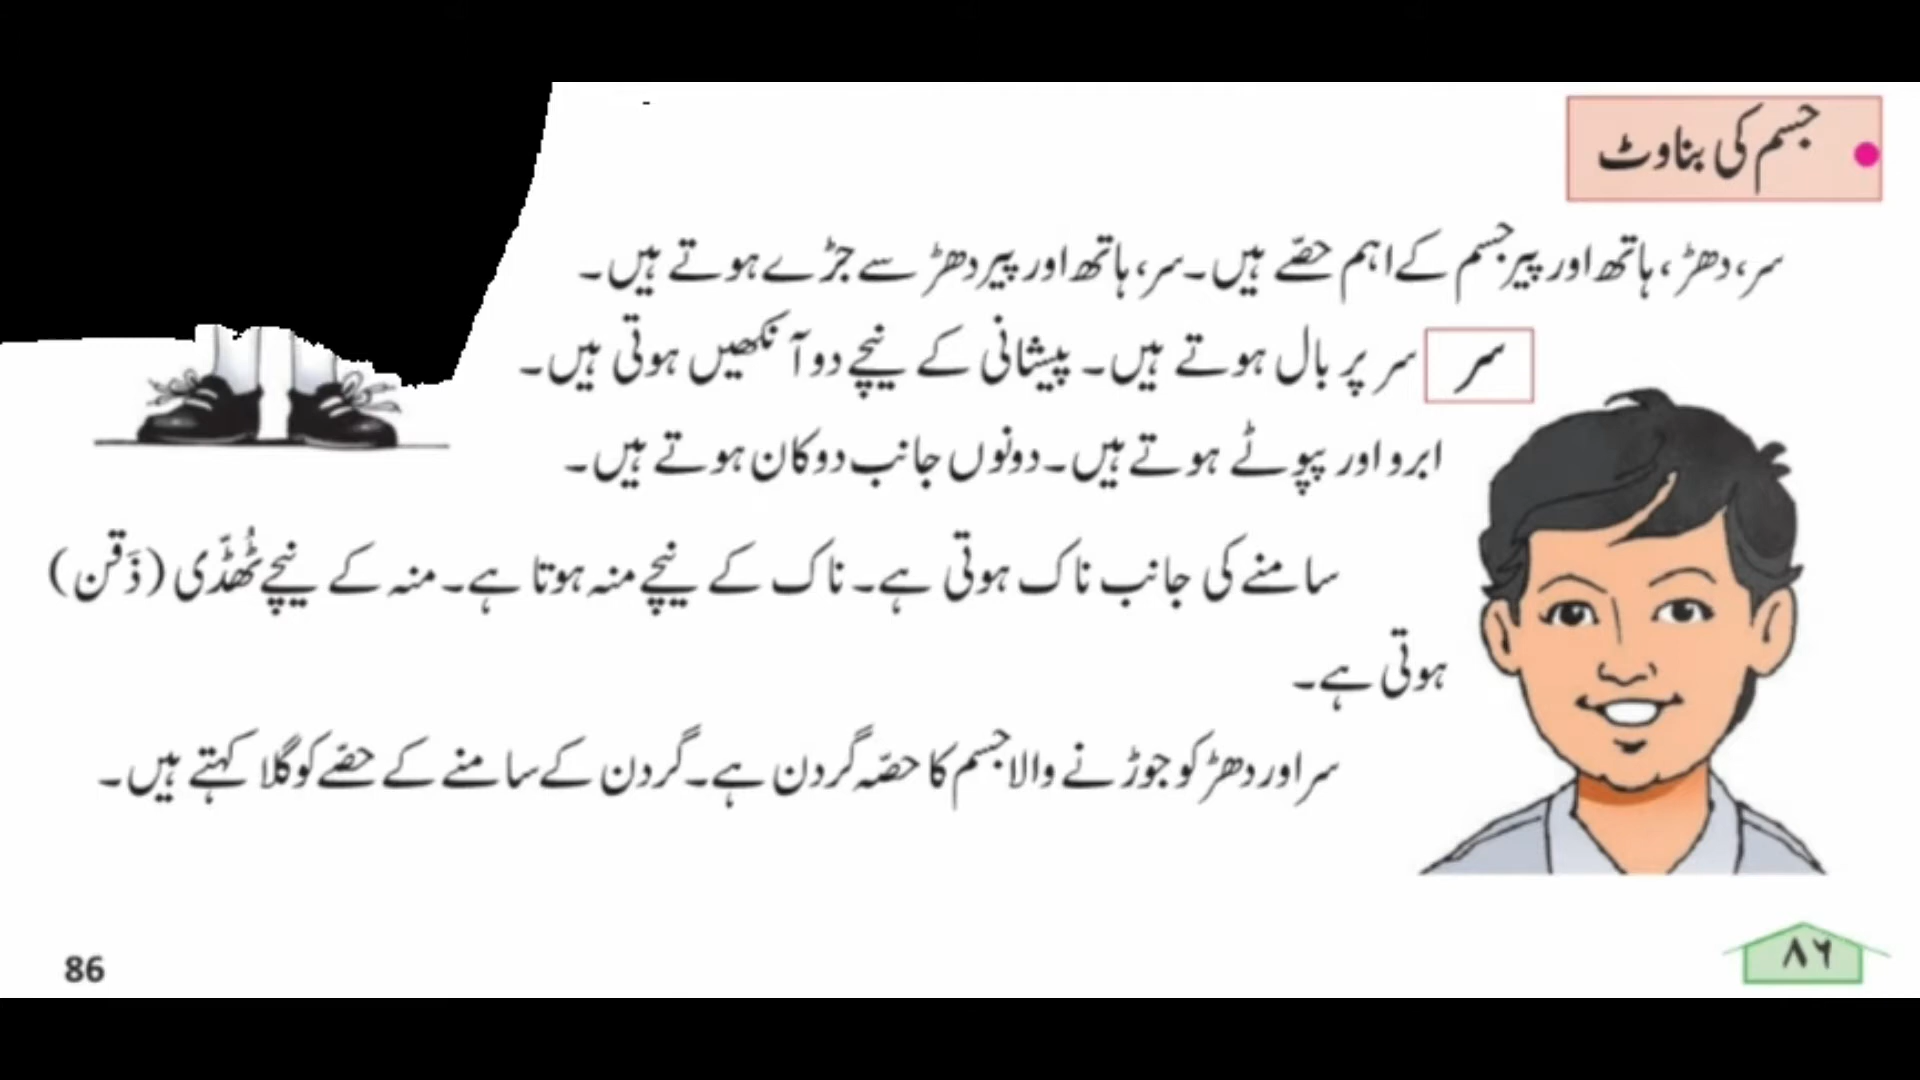 جسم کی بناوٹ
سر، دھڑ، ہاتھ اور پیر جسم کے اہم حصّے ہیں۔ سر، ہاتھ اور پیر دھڑ سے جڑے ہوتے ہیں۔
سر سر پر بال ہوتے ہیں۔ پیشانی کے نیچے دو آنکھیں ہوتی ہیں۔
ابرو اور پپوٹے ہوتے ہیں۔ دونوں جانب دو کان ہوتے ہیں۔
سامنے کی جانب ناک ہوتی ہے۔ ناک کے نیچے منہ ہوتا ہے۔ منہ کے نیچے ٹھُڈّی (ذَقن)
ہوتی ہے۔
سر اور دھڑ کو جوڑنے والا جسم کا حصّہ گردن ہے۔ گردن کے سامنے کے حصّے کو گلا کہتے ہیں۔
86
۸۶